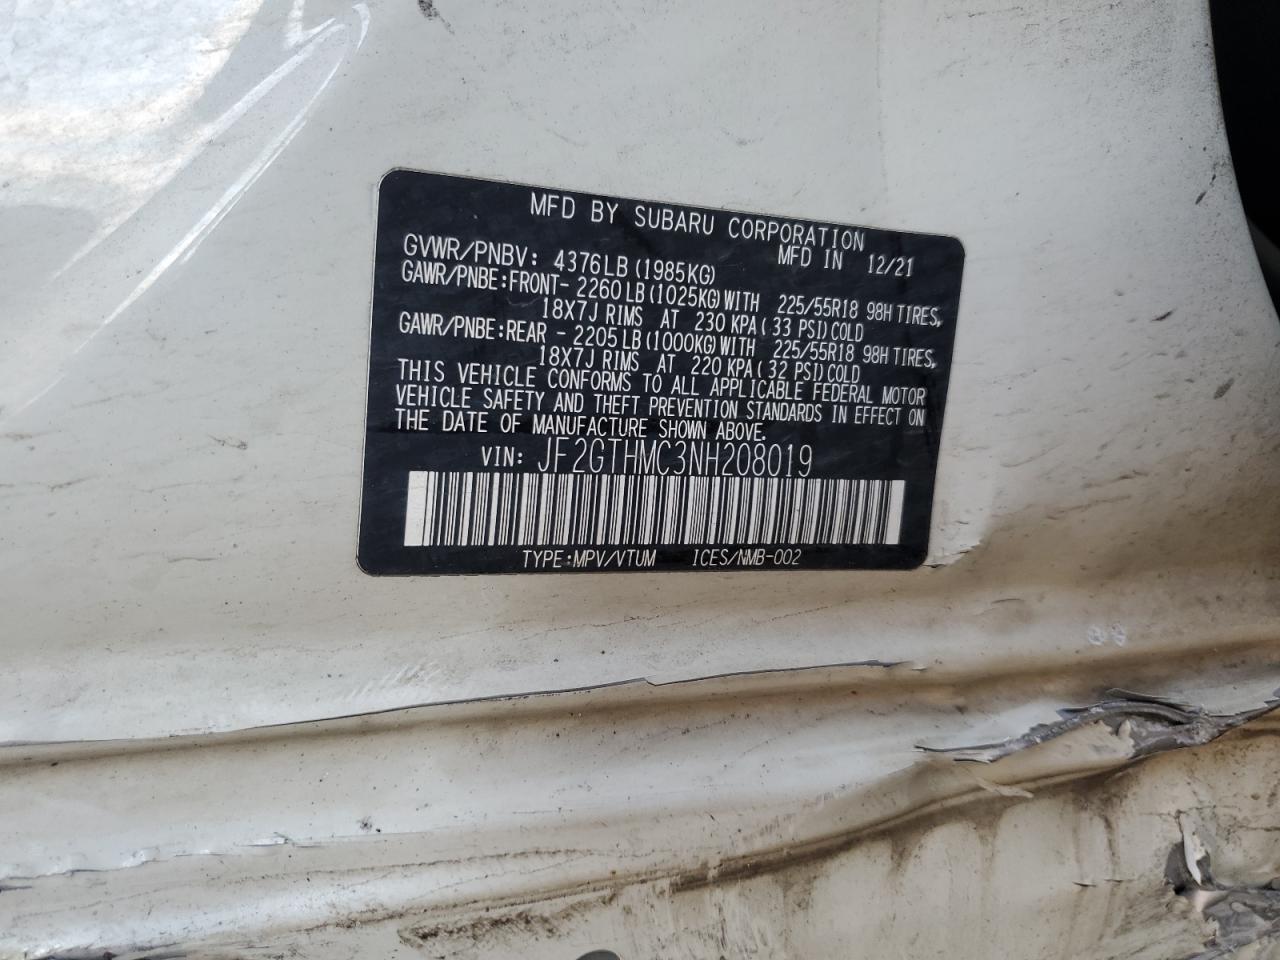 MFD BY SUBARU CORPORATION
MFD IN 12/21
GVWR/PNBV: 4376LB (1985KG)
GAWR/PNBE:FRONT- 2260LB(1025KG)WITH 225/55R18 98H TIRES,
18X7J RIMS AT 230 KPA( 33 PSI)COLD
GAWR/PNBE:REAR - 2205LB(1000KG)WITH 225/55R18 98H TIRES,
18X7J RIMS AT 220 KPA( 32 PSI)COLD
THIS VEHICLE CONFORMS TO ALL APPLICABLE FEDERAL MOTOR
VEHICLE SAFETY AND THEFT PREVENTION STANDARDS IN EFFECT ON
THE DATE OF MANUFACTURE SHOWN ABOVE.
VIN: JF2GTHMC3NH208019
TYPE:MPV/VTUM ICES/NMB-002